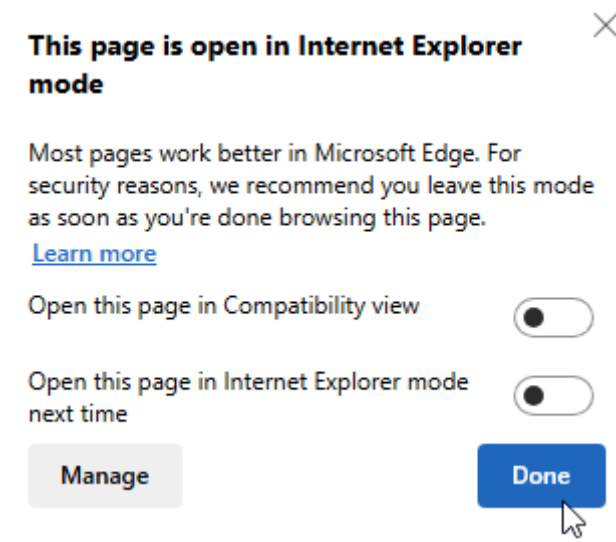 This page is open in Internet Explorer
mode
Most pages work better in Microsoft Edge. For
security reasons, we recommend you leave this mode
as soon as you're done browsing this page.
Learn more
Open this page in Compatibility view
Open this page in Internet Explorer mode
next time
Manage
Done